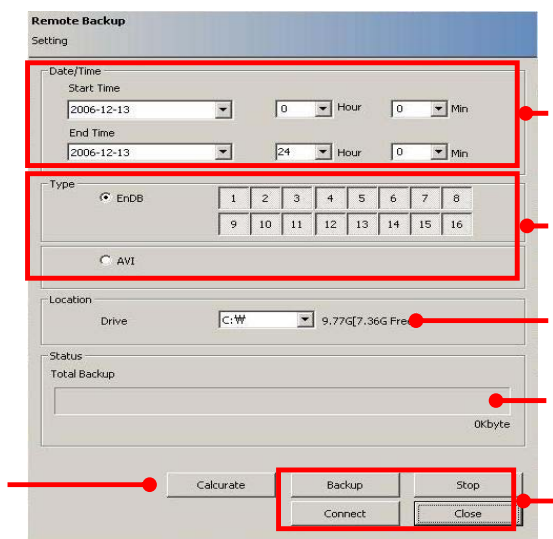 Remote Backup
Setting
Date/Time
Start Time
2006-12-13 0 Hour 0 Min
End Time
2006-12-13 24 Hour 0 Min
Type
EnDB 1 2 3 4 5 6 7 8
9 10 11 12 13 14 15 16
AVI
Location
Drive C:₩ 9.77G[7.36G Fre
Status
Total Backup
0Kbyte
Calcurate Backup Stop
Connect Close